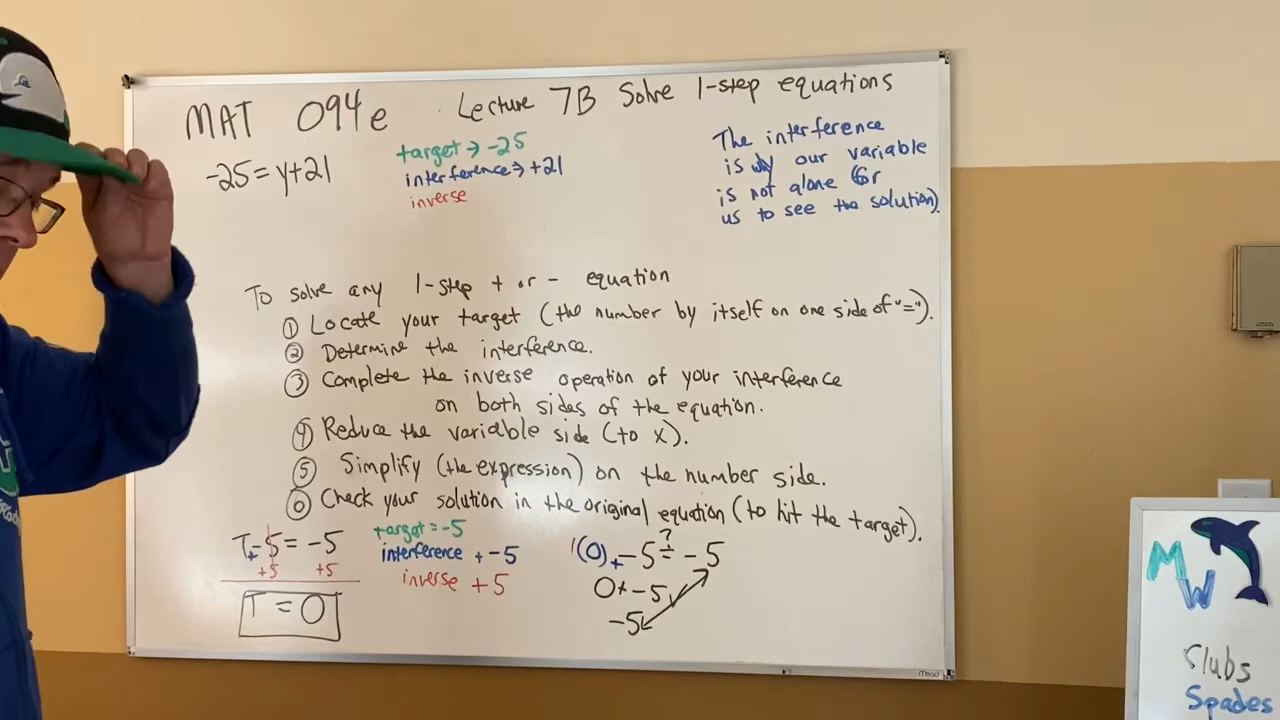 MAT 094e Lecture 7B Solve 1-step equations
-25 = y+21
target → -25
interference → +21
inverse
The interference
is why our variable
is not alone (for
us to see the solution).
To solve any 1-step + or - equation
① Locate your target (the number by itself on one side of "=").
② Determine the interference.
③ Complete the inverse operation of your interference
on both sides of the equation.
④ Reduce the variable side (to x).
⑤ Simplify (the expression) on the number side.
⑥ Check your solution in the original equation (to hit the target).
T+-5 = -5
+5 +5
T = 0
target = -5
interference + -5
inverse + 5
1(0)+-5 ≟ -5
0+-5 ✓
-5
MW
Clubs
Spades